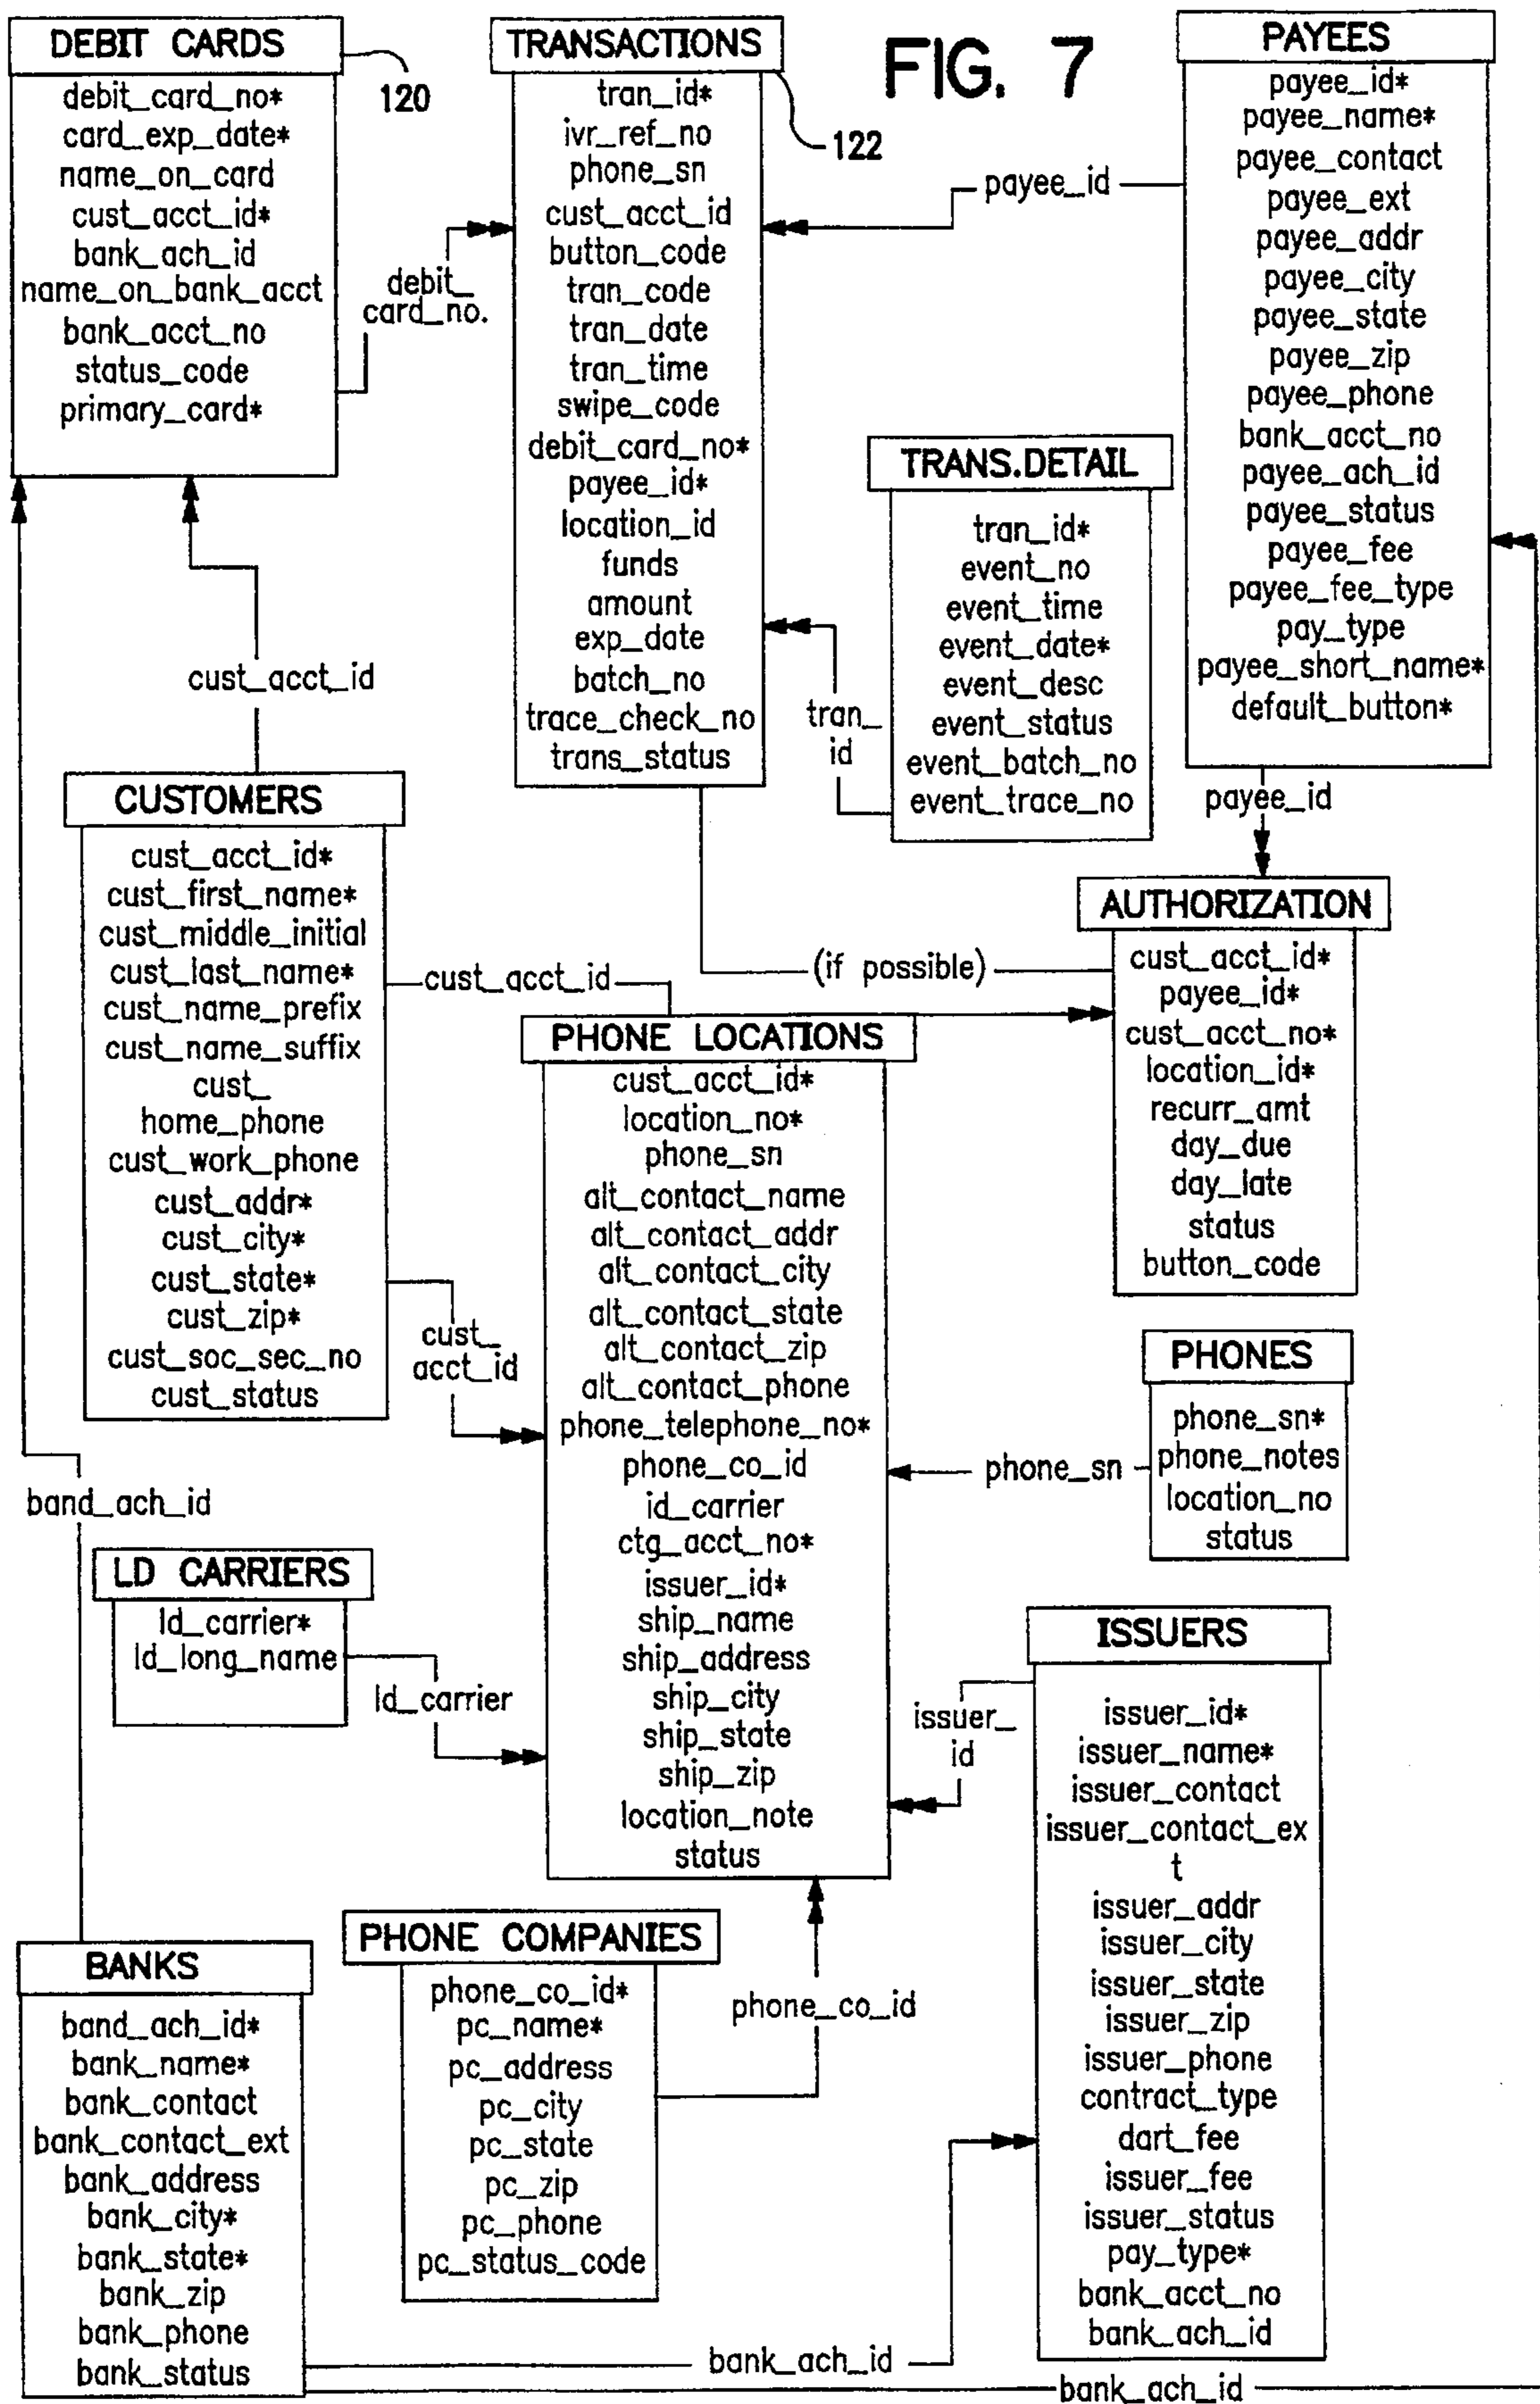 FIG. 7
DEBIT CARDS
120
debit_card_no*
card_exp_date*
name_on_card
cust_acct_id*
bank_ach_id
name_on_bank_acct
bank_acct_no
status_code
primary_card*
debit_
card_no.
TRANSACTIONS
122
tran_id*
ivr_ref_no
phone_sn
cust_acct_id
button_code
tran_code
tran_date
tran_time
swipe_code
debit_card_no*
payee_id*
location_id
funds
amount
exp_date
batch_no
trace_check_no
trans_status
payee_id
PAYEES
payee_id*
payee_name*
payee_contact
payee_ext
payee_addr
payee_city
payee_state
payee_zip
payee_phone
bank_acct_no
payee_ach_id
payee_status
payee_fee
payee_fee_type
pay_type
payee_short_name*
default_button*
TRANS.DETAIL
tran_id*
event_no
event_time
event_date*
event_desc
event_status
event_batch_no
event_trace_no
tran_
id
payee_id
cust_acct_id
CUSTOMERS
cust_acct_id*
cust_first_name*
cust_middle_initial
cust_last_name*
cust_name_prefix
cust_name_suffix
cust_
home_phone
cust_work_phone
cust_addr*
cust_city*
cust_state*
cust_zip*
cust_soc_sec_no
cust_status
cust_acct_id
(if possible)
AUTHORIZATION
cust_acct_id*
payee_id*
cust_acct_no*
location_id*
recurr_amt
day_due
day_late
status
button_code
PHONE LOCATIONS
cust_acct_id*
location_no*
phone_sn
alt_contact_name
alt_contact_addr
alt_contact_city
alt_contact_state
alt_contact_zip
alt_contact_phone
phone_telephone_no*
phone_co_id
id_carrier
ctg_acct_no*
issuer_id*
ship_name
ship_address
ship_city
ship_state
ship_zip
location_note
status
cust_
acct_id
PHONES
phone_sn*
phone_notes
location_no
status
phone_sn
band_ach_id
LD CARRIERS
ld_carrier*
ld_long_name
ld_carrier
issuer_
id
ISSUERS
issuer_id*
issuer_name*
issuer_contact
issuer_contact_ex
t
issuer_addr
issuer_city
issuer_state
issuer_zip
issuer_phone
contract_type
dart_fee
issuer_fee
issuer_status
pay_type*
bank_acct_no
bank_ach_id
BANKS
band_ach_id*
bank_name*
bank_contact
bank_contact_ext
bank_address
bank_city*
bank_state*
bank_zip
bank_phone
bank_status
PHONE COMPANIES
phone_co_id*
pc_name*
pc_address
pc_city
pc_state
pc_zip
pc_phone
pc_status_code
phone_co_id
bank_ach_id
bank_ach_id